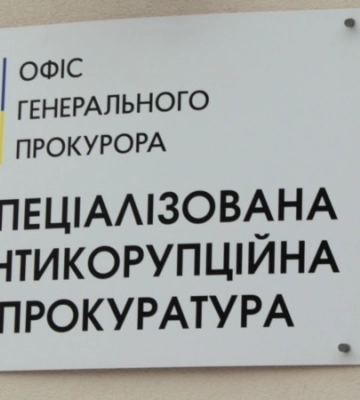 ОФІС
ГЕНЕРАЛЬНОГО
ПРОКУРОРА
ПЕЦІАЛІЗОВАНА
НТИКОРУПЦІЙНА
ПРОКУРАТУРА